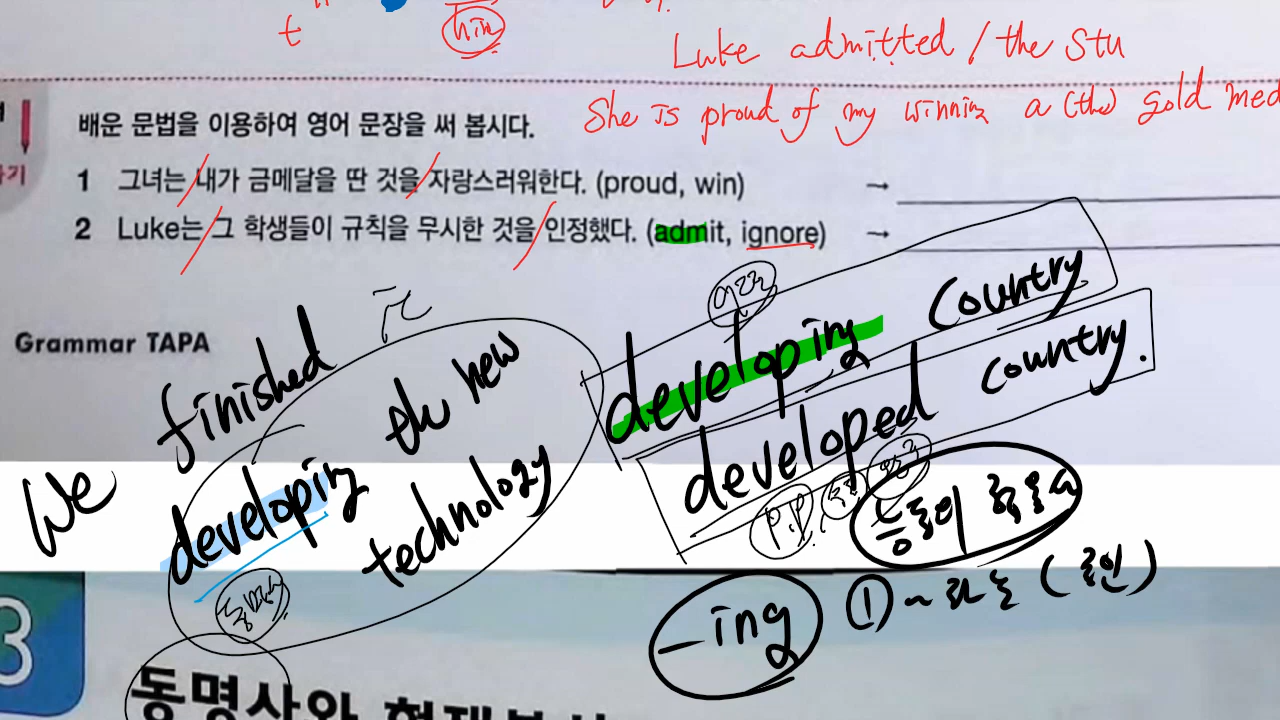 t
him
Luke admitted / the Stu
She is proud of my winning a (the) gold med
배운 문법을 이용하여 영어 문장을 써 봅시다.
1 그녀는 내가 금메달을 딴 것을 자랑스러워한다. (proud, win) →
2 Luke는 그 학생들이 규칙을 무시한 것을 인정했다. (admit, ignore) →
Grammar TAPA
We finished
developing the new
technology
developing country
developed country.
p.p.
-ing ① ~하는
3
동명사와 현재분사